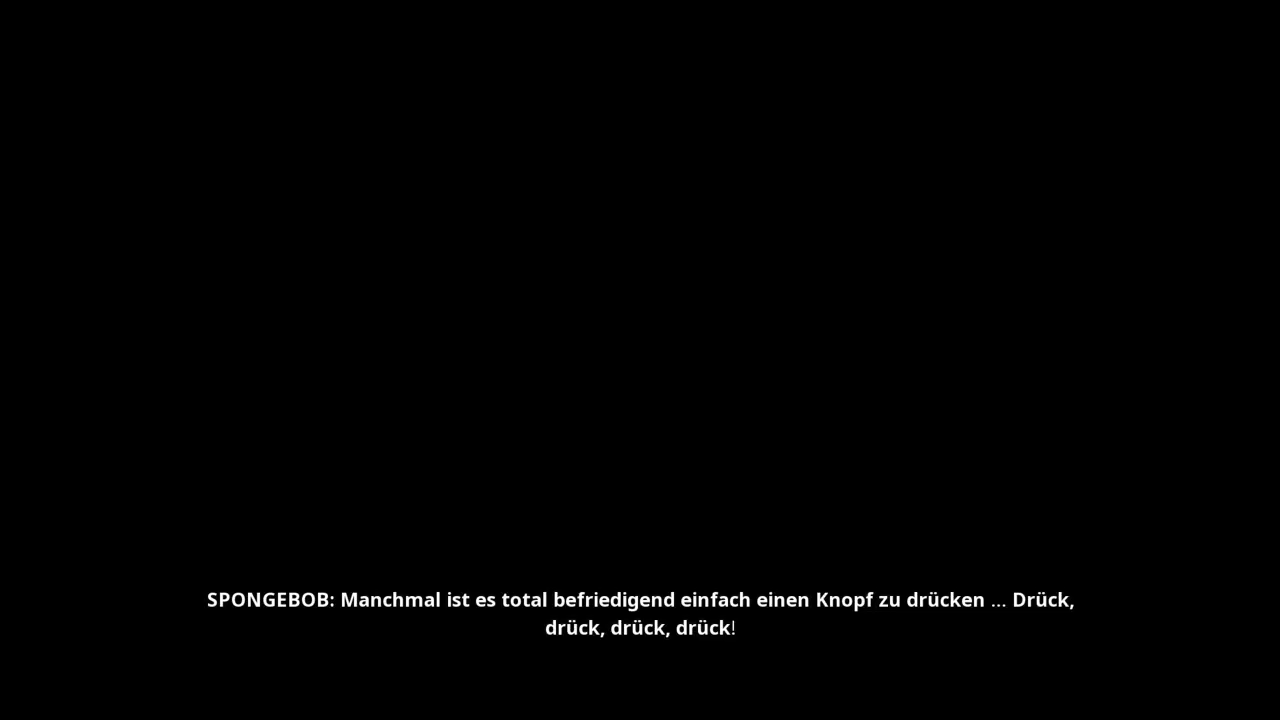 SPONGEBOB: Manchmal ist es total befriedigend einfach einen Knopf zu drücken ... Drück,
drück, drück, drück!